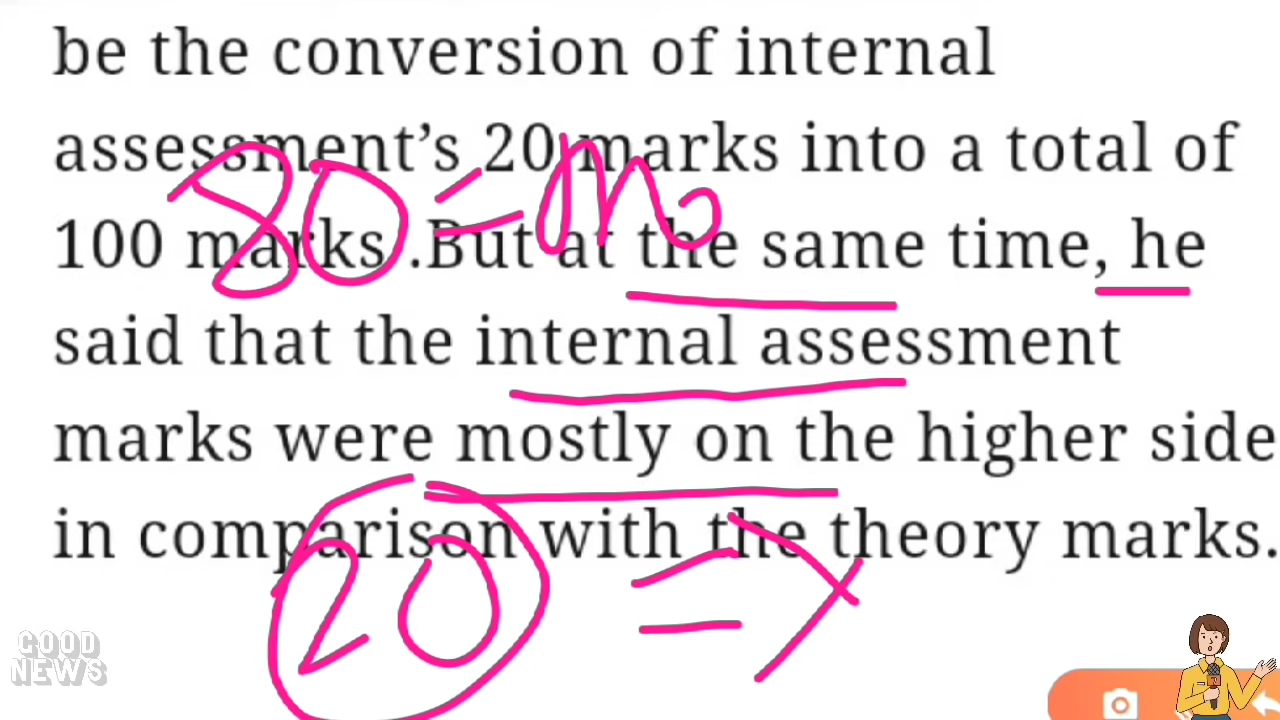 be the conversion of internal
assessment's 20 marks into a total of
100 marks .But at the same time, he
said that the internal assessment
marks were mostly on the higher side
in comparison with the theory marks.
80 =
20 =>
GOOD
NEWS